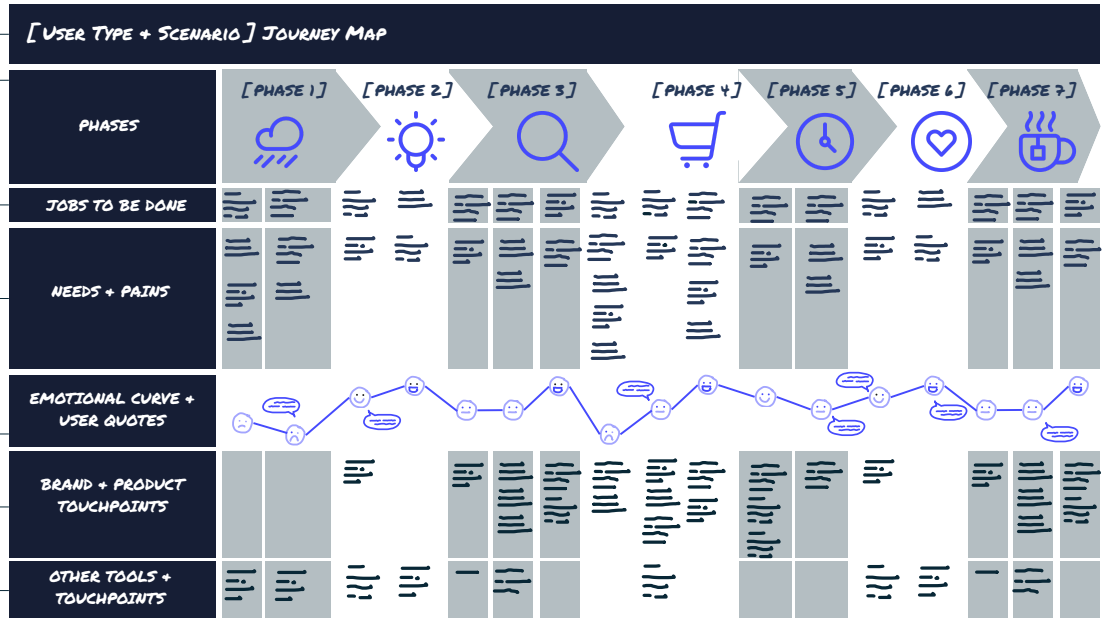 [User Type + Scenario] Journey Map
Phases
[Phase 1]
[Phase 2]
[Phase 3]
[Phase 4]
[Phase 5]
[Phase 6]
[Phase 7]
Jobs to be done
Needs + Pains
Emotional Curve +
User Quotes
Brand + Product
Touchpoints
Other Tools +
Touchpoints